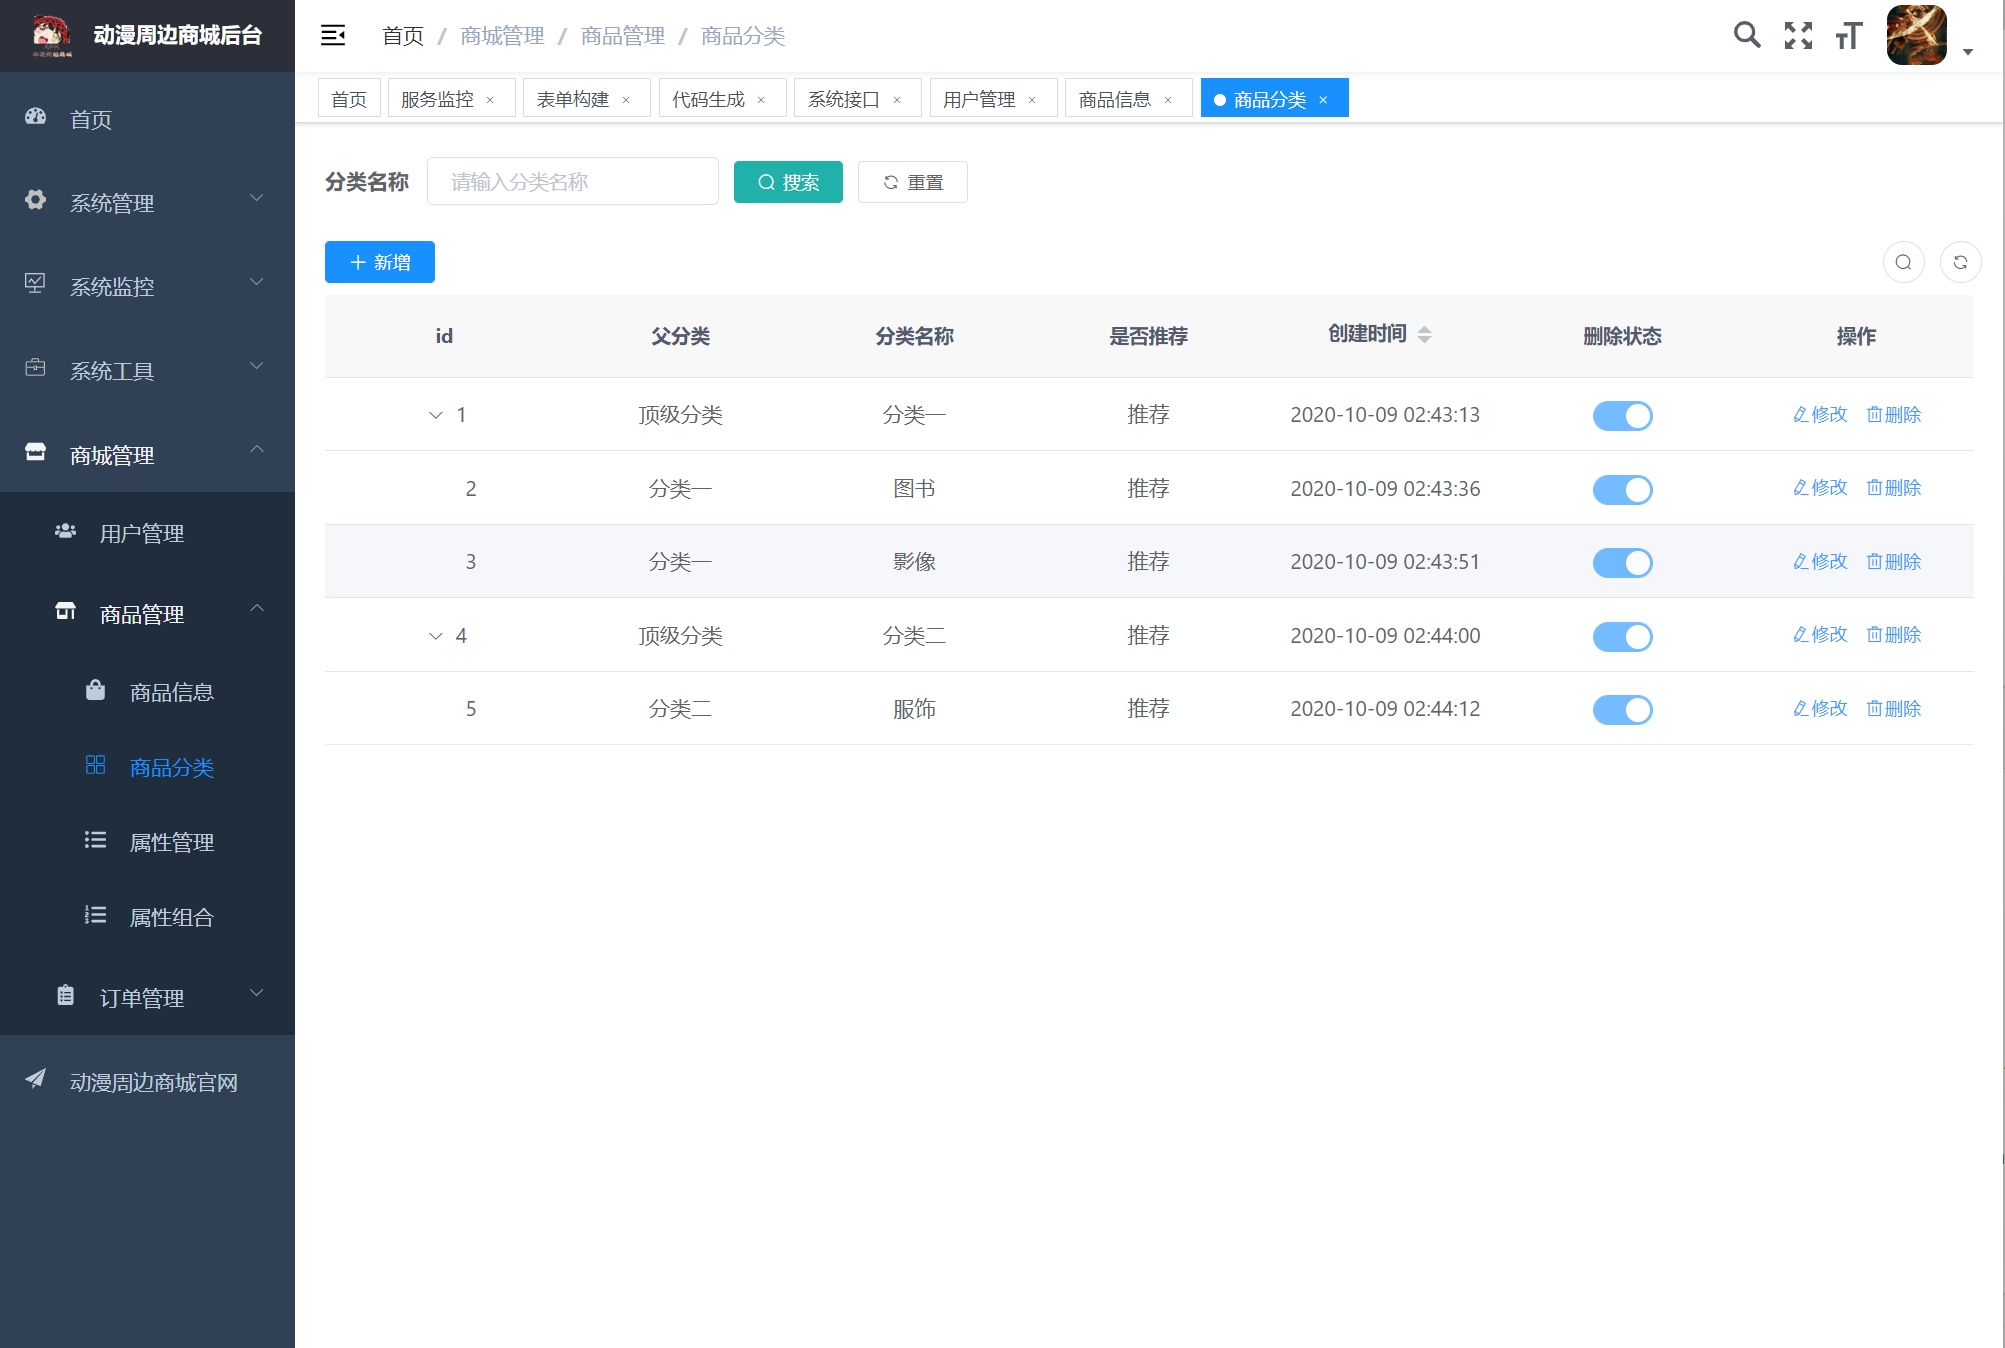 动漫周边商城后台
首页
系统管理
系统监控
系统工具
商城管理
用户管理
商品管理
商品信息
商品分类
属性管理
属性组合
订单管理
动漫周边商城官网
首页 / 商城管理 / 商品管理 / 商品分类
首页 服务监控 × 表单构建 × 代码生成 × 系统接口 × 用户管理 × 商品信息 × 商品分类 ×
分类名称 请输入分类名称 搜索 重置
新增
id 父分类 分类名称 是否推荐 创建时间 删除状态 操作
1 顶级分类 分类一 推荐 2020-10-09 02:43:13 修改 删除
2 分类一 图书 推荐 2020-10-09 02:43:36 修改 删除
3 分类一 影像 推荐 2020-10-09 02:43:51 修改 删除
4 顶级分类 分类二 推荐 2020-10-09 02:44:00 修改 删除
5 分类二 服饰 推荐 2020-10-09 02:44:12 修改 删除